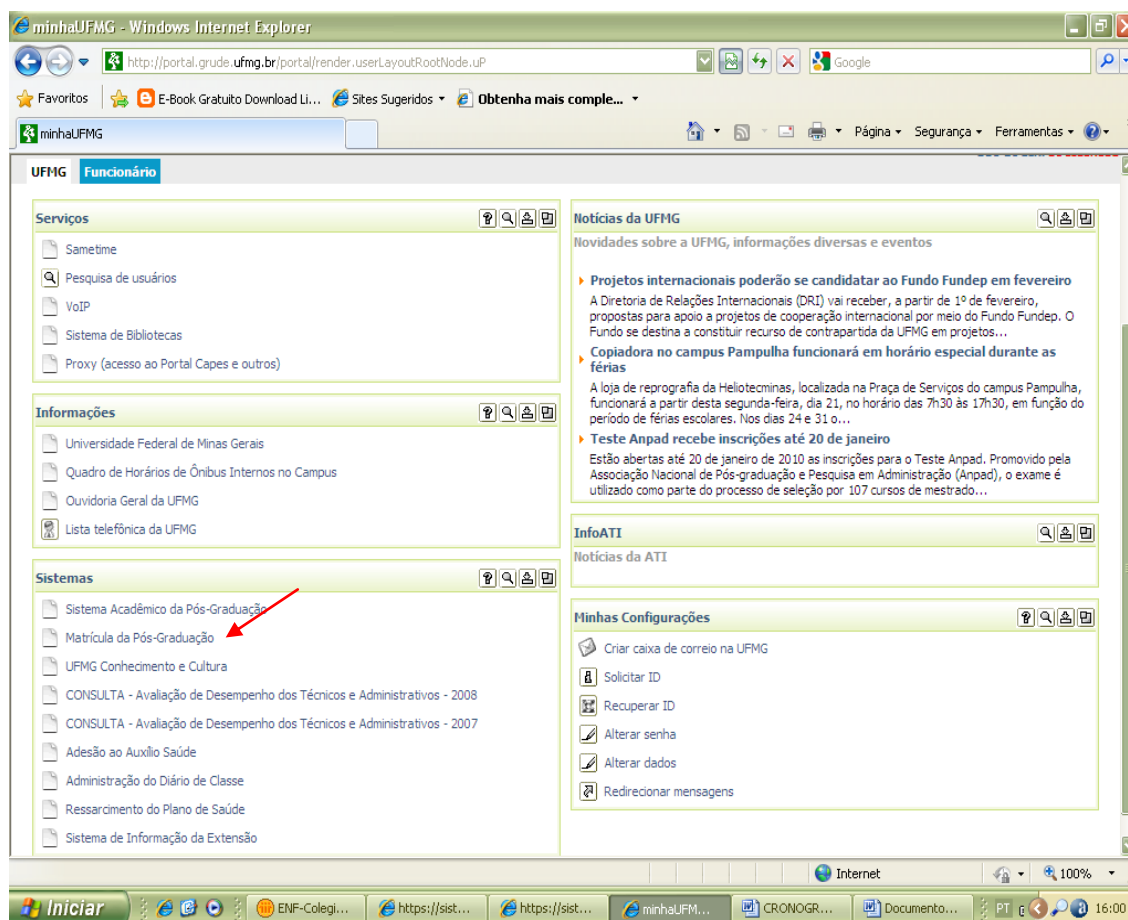 minhaUFMG - Windows Internet Explorer
http://portal.grude.ufmg.br/portal/render.userLayoutRootNode.uP
Google
Favoritos
E-Book Gratuito Download Li...
Sites Sugeridos
Obtenha mais comple...
minhaUFMG
Página
Segurança
Ferramentas
UFMG
Funcionário
Serviços
Sametime
Pesquisa de usuários
VoIP
Sistema de Bibliotecas
Proxy (acesso ao Portal Capes e outros)
Informações
Universidade Federal de Minas Gerais
Quadro de Horários de Ônibus Internos no Campus
Ouvidoria Geral da UFMG
Lista telefônica da UFMG
Sistemas
Sistema Acadêmico da Pós-Graduação
Matrícula da Pós-Graduação
UFMG Conhecimento e Cultura
CONSULTA - Avaliação de Desempenho dos Técnicos e Administrativos - 2008
CONSULTA - Avaliação de Desempenho dos Técnicos e Administrativos - 2007
Adesão ao Auxílio Saúde
Administração do Diário de Classe
Ressarcimento do Plano de Saúde
Sistema de Informação da Extensão
Notícias da UFMG
Novidades sobre a UFMG, informações diversas e eventos
Projetos internacionais poderão se candidatar ao Fundo Fundep em fevereiro
A Diretoria de Relações Internacionais (DRI) vai receber, a partir de 1º de fevereiro,
propostas para apoio a projetos de cooperação internacional por meio do Fundo Fundep. O
Fundo se destina a constituir recurso de contrapartida da UFMG em projetos...
Copiadora no campus Pampulha funcionará em horário especial durante as
férias
A loja de reprografia da Heliotecminas, localizada na Praça de Serviços do campus Pampulha,
funcionará a partir desta segunda-feira, dia 21, no horário das 7h30 às 17h30, em função do
período de férias escolares. Nos dias 24 e 31 o...
Teste Anpad recebe inscrições até 20 de janeiro
Estão abertas até 20 de janeiro de 2010 as inscrições para o Teste Anpad. Promovido pela
Associação Nacional de Pós-graduação e Pesquisa em Administração (Anpad), o exame é
utilizado como parte do processo de seleção por 107 cursos de mestrado...
InfoATI
Notícias da ATI
Minhas Configurações
Criar caixa de correio na UFMG
Solicitar ID
Recuperar ID
Alterar senha
Alterar dados
Redirecionar mensagens
Internet
100%
Iniciar
ENF-Colegi...
https://sist...
https://sist...
minhaUFM...
CRONOGR...
Documento...
PT
16:00